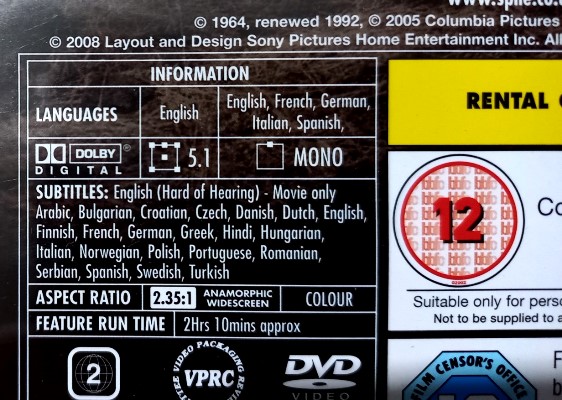 © 1964, renewed 1992, © 2005 Columbia Pictures
© 2008 Layout and Design Sony Pictures Home Entertainment Inc. All
INFORMATION
LANGUAGES
English
English, French, German,
Italian, Spanish,
DOLBY
DIGITAL
5.1
MONO
SUBTITLES: English (Hard of Hearing) - Movie only
Arabic, Bulgarian, Croatian, Czech, Danish, Dutch, English,
Finnish, French, German, Greek, Hindi, Hungarian,
Italian, Norwegian, Polish, Portuguese, Romanian,
Serbian, Spanish, Swedish, Turkish
ASPECT RATIO
2.35:1
ANAMORPHIC
WIDESCREEN
COLOUR
FEATURE RUN TIME
2Hrs 10mins approx
2
VIDEO PACKAGING
VPRC
DVD
VIDEO
RENTAL
12
Suitable only for
Not to be supplied to
FILM CENSOR'S OFFICE